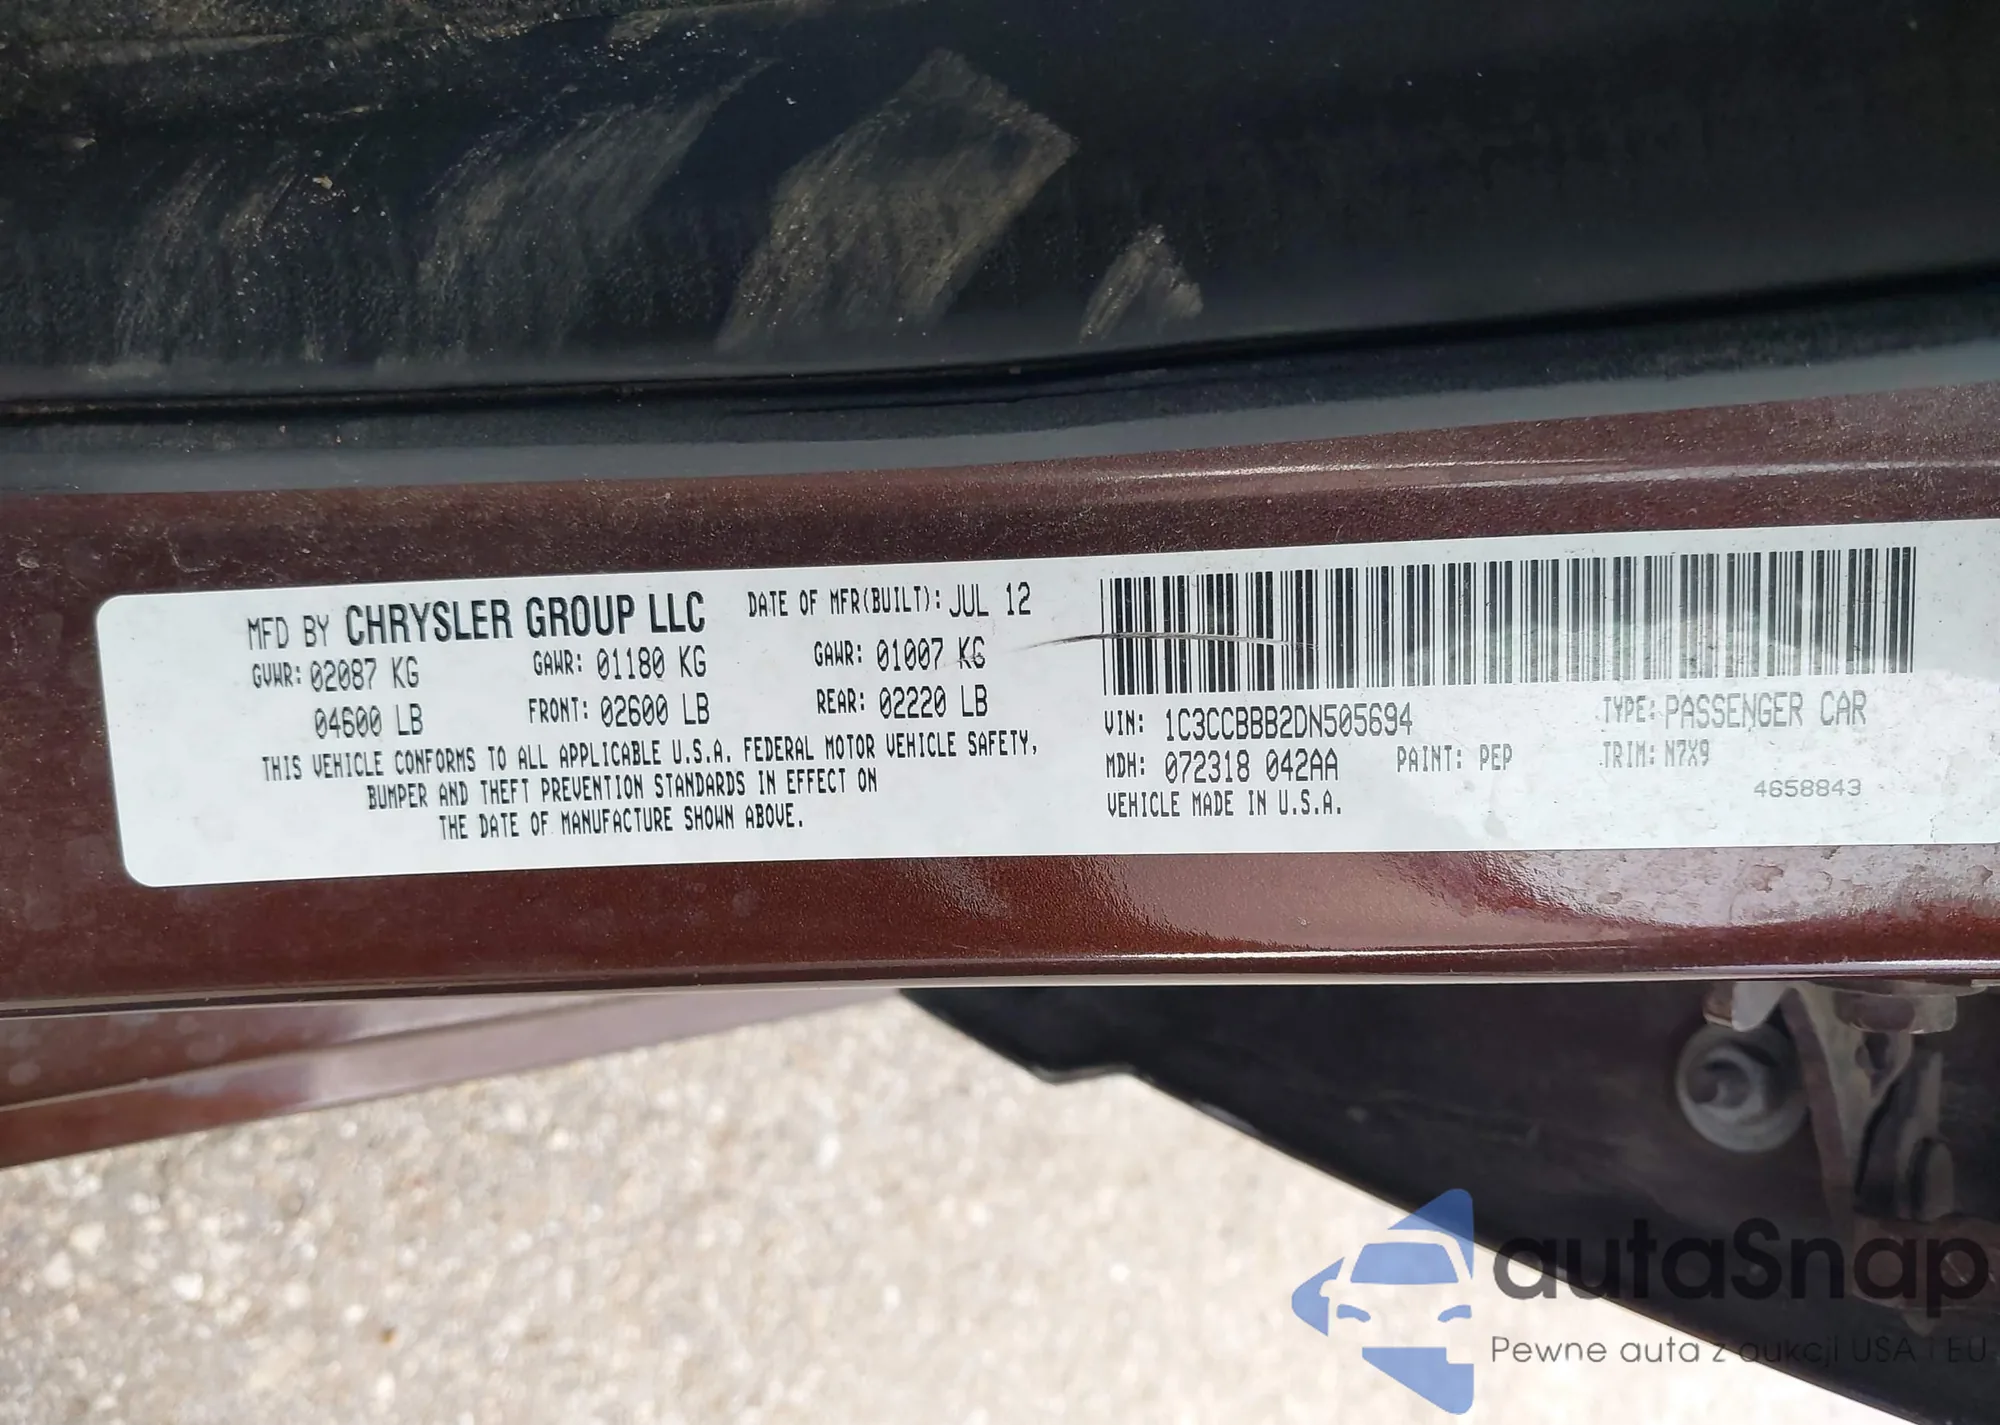 MFD BY CHRYSLER GROUP LLC DATE OF MFR(BUILT): JUL 12
GVWR: 02087 KG GAWR: 01180 KG GAWR: 01007 KG
04600 LB FRONT: 02600 LB REAR: 02220 LB
THIS VEHICLE CONFORMS TO ALL APPLICABLE U.S.A. FEDERAL MOTOR VEHICLE SAFETY,
BUMPER AND THEFT PREVENTION STANDARDS IN EFFECT ON
THE DATE OF MANUFACTURE SHOWN ABOVE.
VIN: 1C3CCBBB2DN505694 TYPE: PASSENGER CAR
MDH: 072318 042AA PAINT: PEP TRIM: N7X9
VEHICLE MADE IN U.S.A. 4658843
autaSnap
Pewne auta z aukcji USA i EU